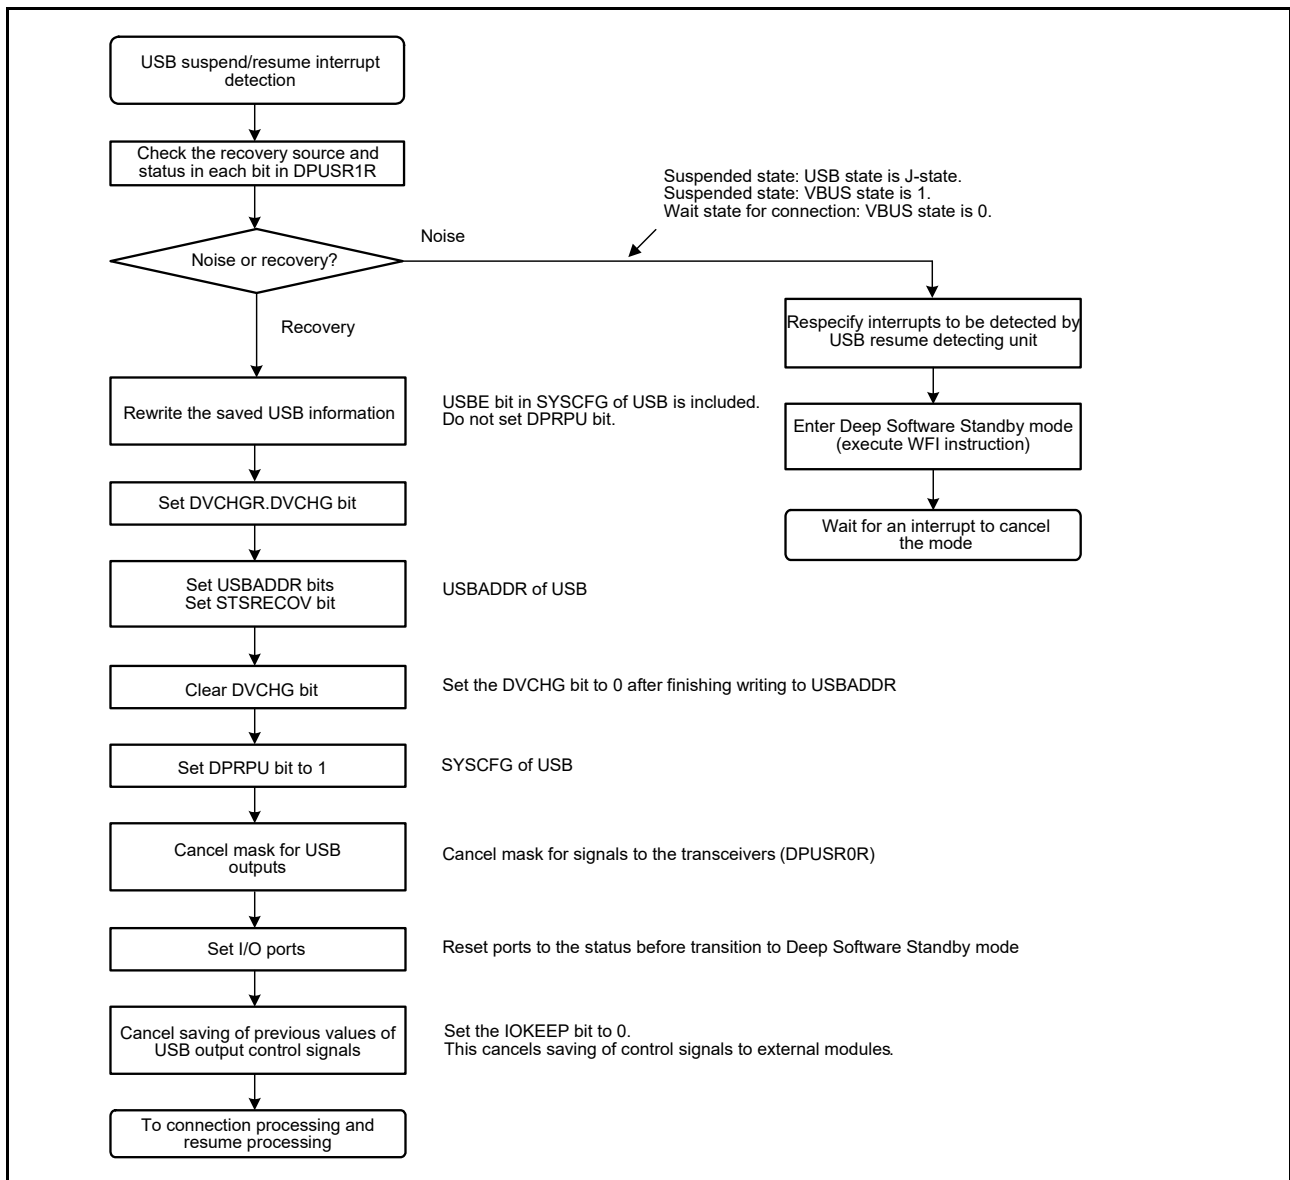 USB suspend/resume interrupt
detection
Check the recovery source and
status in each bit in DPUSR1R
Suspended state: USB state is J-state.
Suspended state: VBUS state is 1.
Wait state for connection: VBUS state is 0.
Noise or recovery?
Noise
Recovery
Respecify interrupts to be detected by
USB resume detecting unit
Enter Deep Software Standby mode
(execute WFI instruction)
Wait for an interrupt to cancel
the mode
Rewrite the saved USB information
USBE bit in SYSCFG of USB is included.
Do not set DPRPU bit.
Set DVCHGR.DVCHG bit
Set USBADDR bits
Set STSRECOV bit
USBADDR of USB
Clear DVCHG bit
Set the DVCHG bit to 0 after finishing writing to USBADDR
Set DPRPU bit to 1
SYSCFG of USB
Cancel mask for USB
outputs
Cancel mask for signals to the transceivers (DPUSR0R)
Set I/O ports
Reset ports to the status before transition to Deep Software Standby mode
Cancel saving of previous values of
USB output control signals
Set the IOKEEP bit to 0.
This cancels saving of control signals to external modules.
To connection processing and
resume processing